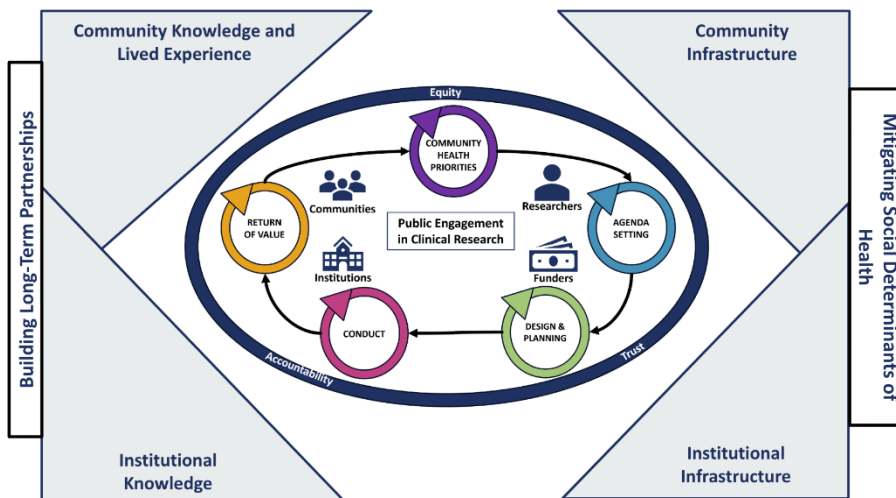 Community Knowledge and
Lived Experience
Community
Infrastructure
Building Long-Term Partnerships
Mitigating Social Determinants of
Health
Equity
COMMUNITY
HEALTH
PRIORITIES
Communities
Researchers
RETURN
OF VALUE
Public Engagement
in Clinical Research
AGENDA
SETTING
Institutions
Funders
CONDUCT
DESIGN &
PLANNING
Accountability
Trust
Institutional
Knowledge
Institutional
Infrastructure